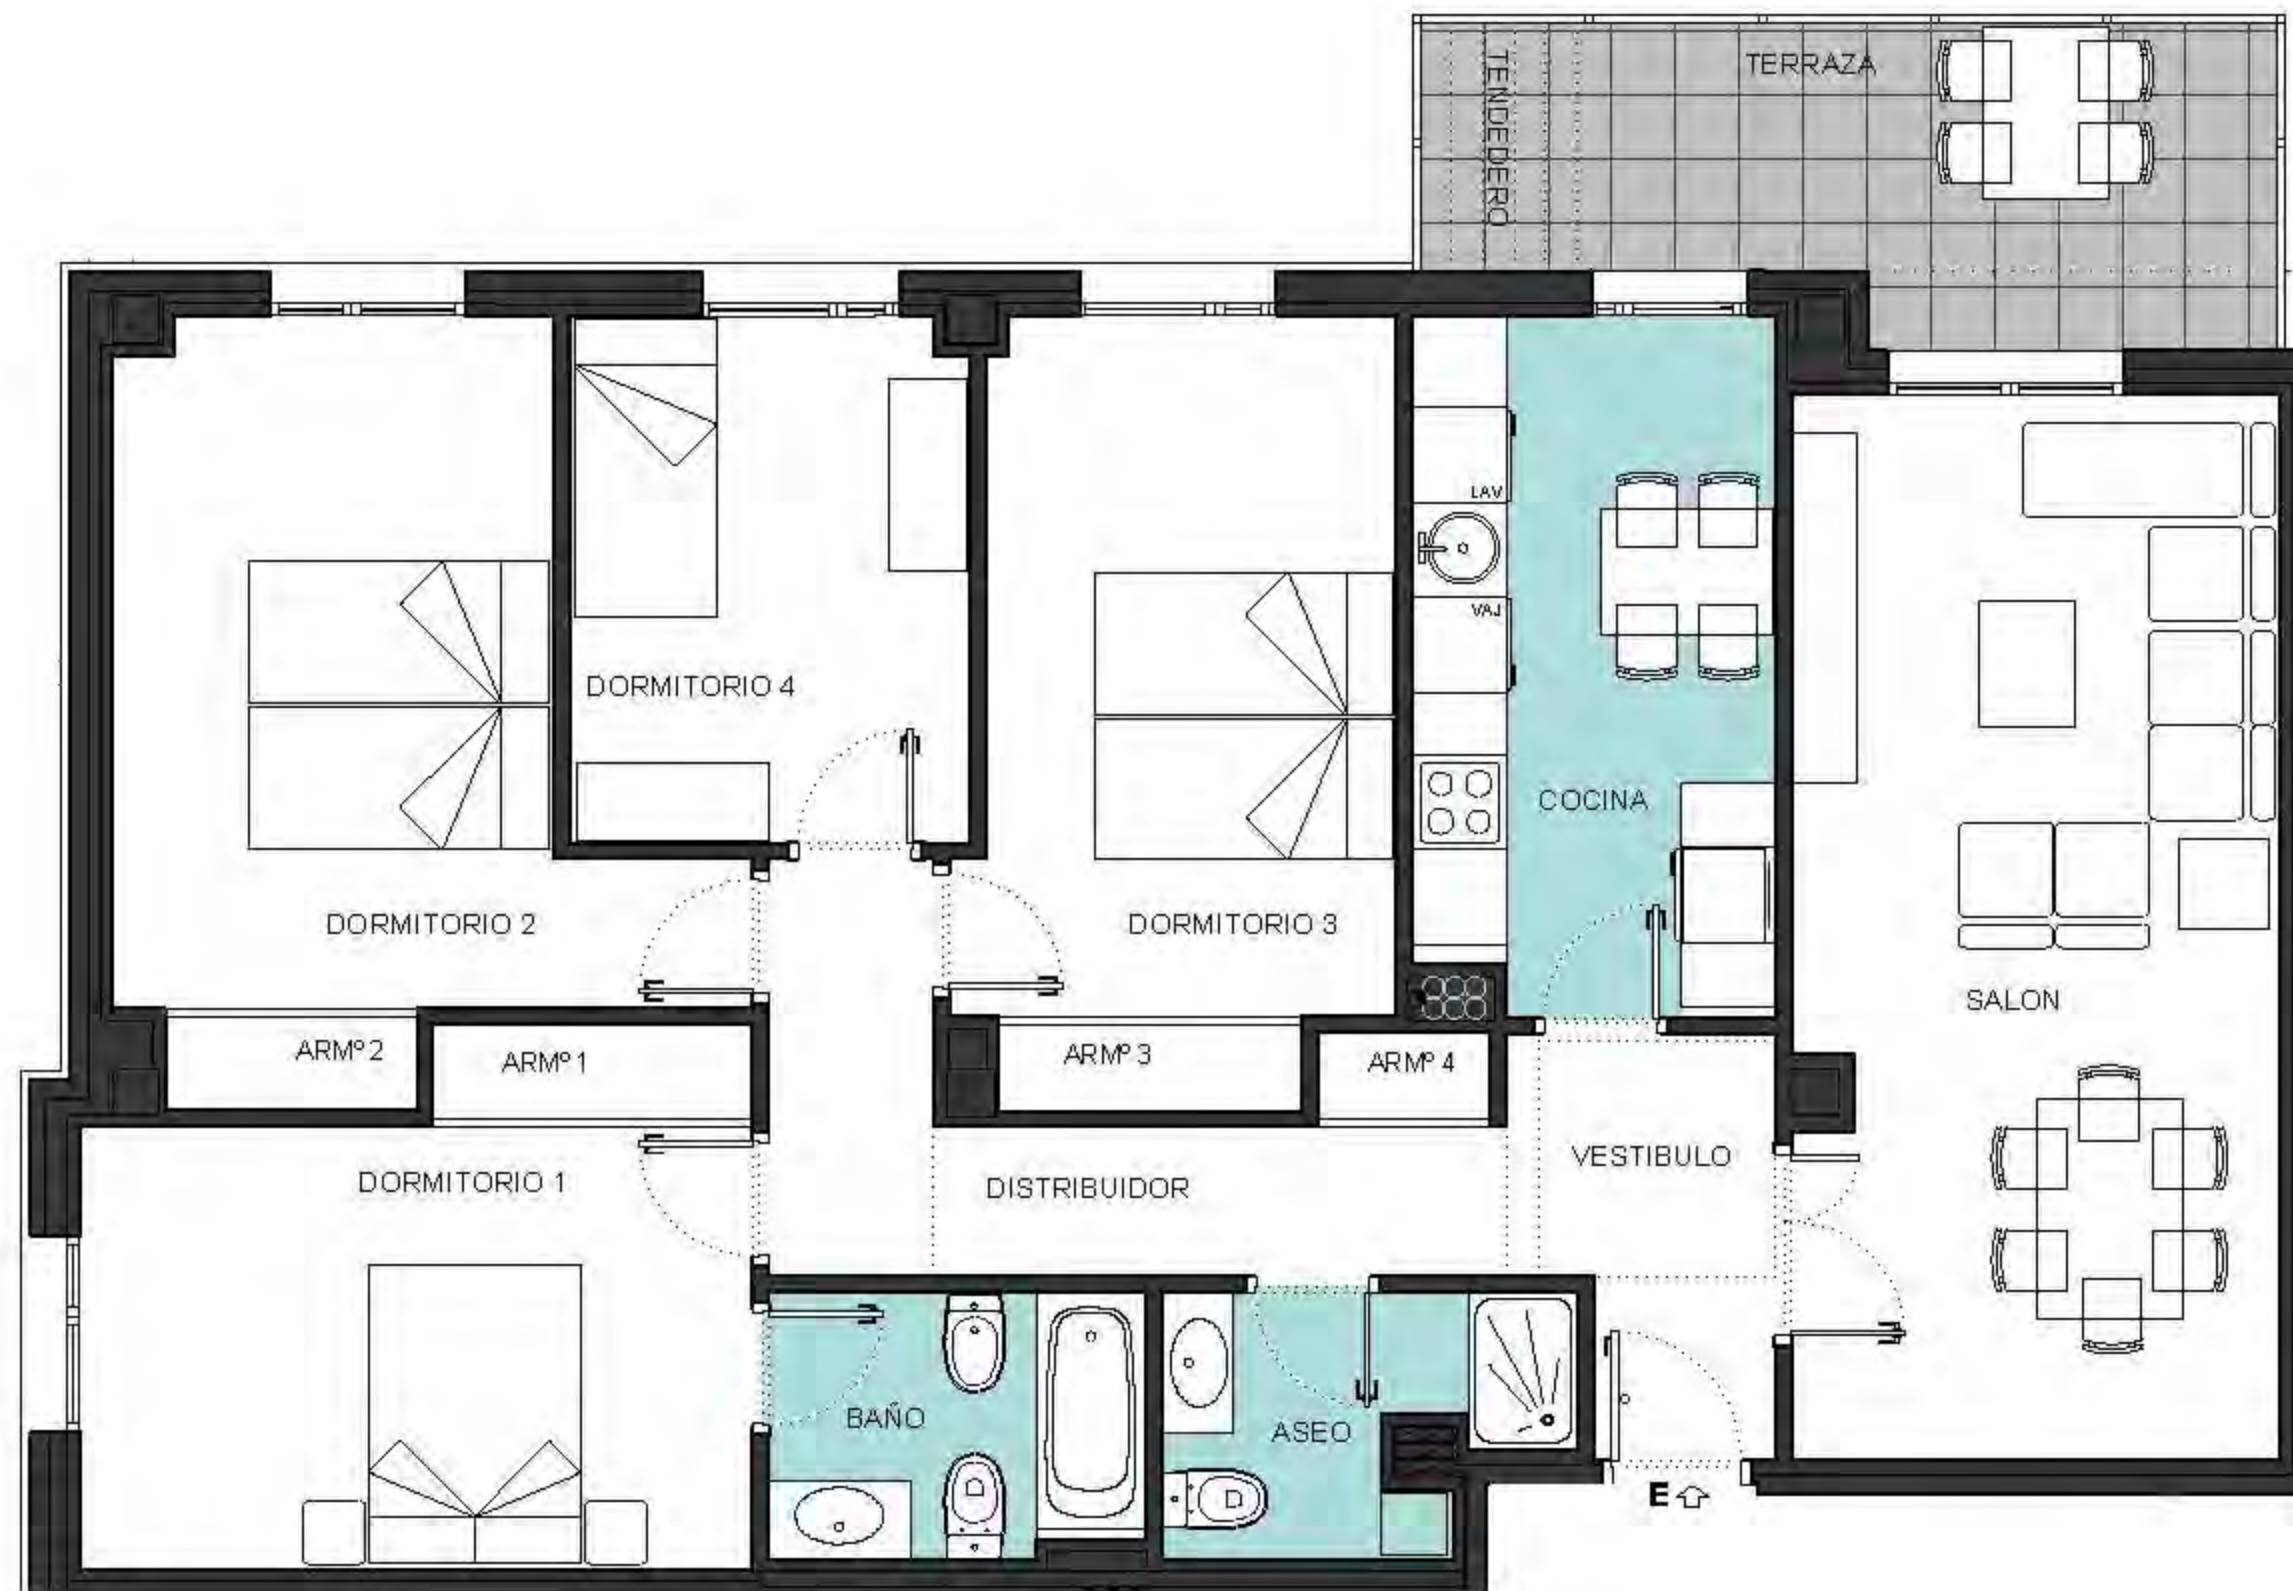 TERRAZA
TENDEDERO
LAV
VAJ
DORMITORIO 4
COCINA
DORMITORIO 2
DORMITORIO 3
SALON
ARMº 2
ARMº 1
ARMº 3
ARMº 4
VESTIBULO
DORMITORIO 1
DISTRIBUIDOR
BAÑO
ASEO
E